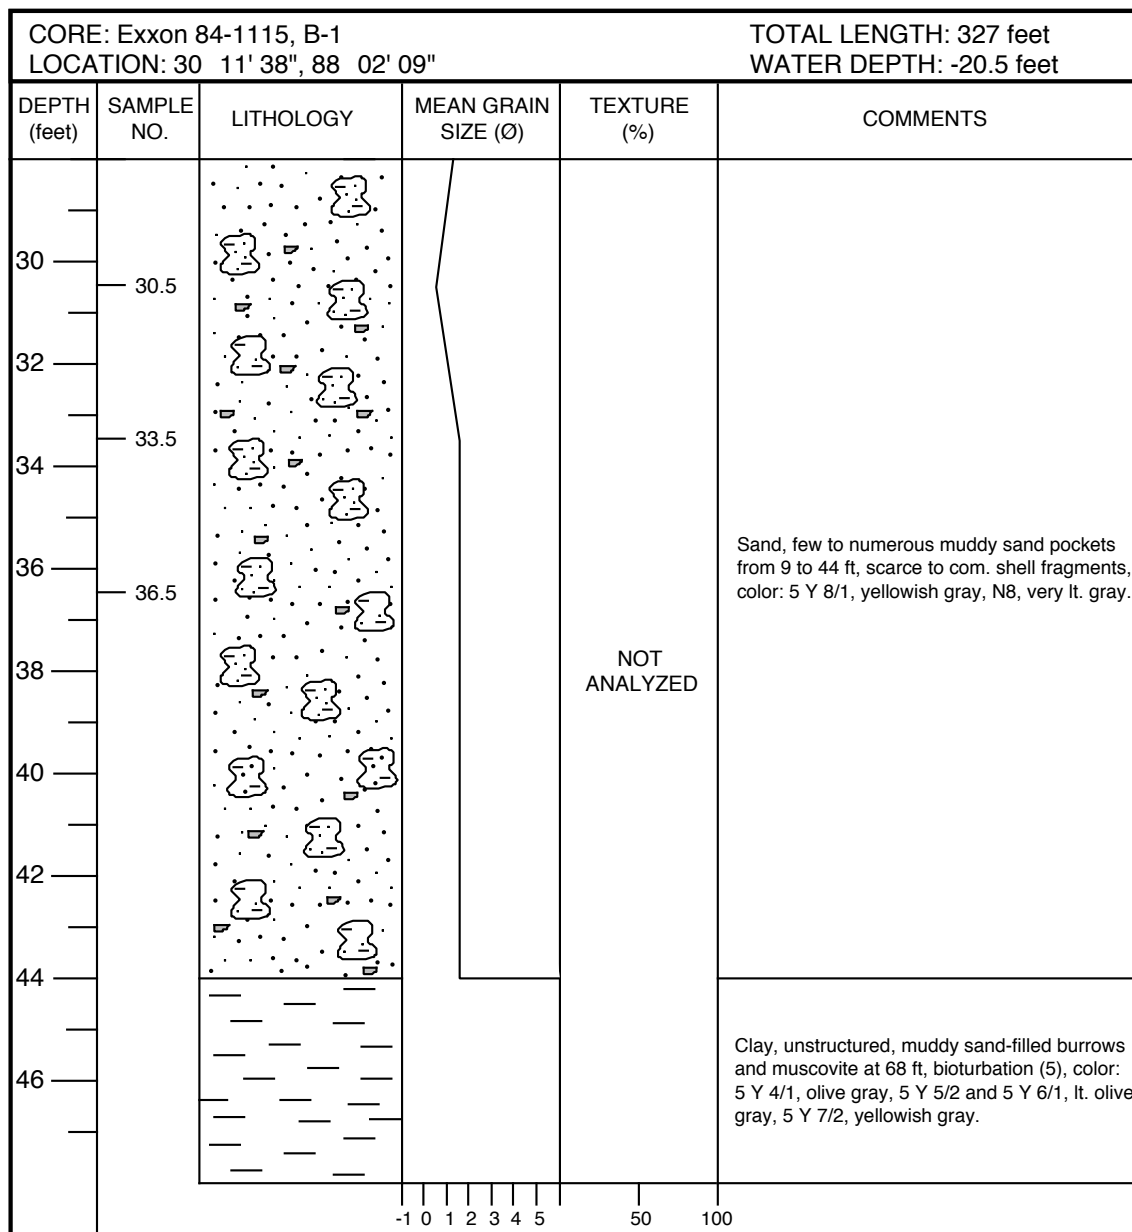 CORE: Exxon 84-1115, B-1
TOTAL LENGTH: 327 feet
LOCATION: 30 11' 38", 88 02' 09"
WATER DEPTH: -20.5 feet
DEPTH
(feet)
SAMPLE
NO.
LITHOLOGY
MEAN GRAIN
SIZE (Ø)
TEXTURE
(%)
COMMENTS
30
30.5
32
33.5
34
36
36.5
38
40
42
44
46
NOT
ANALYZED
Sand, few to numerous muddy sand pockets
from 9 to 44 ft, scarce to com. shell fragments,
color: 5 Y 8/1, yellowish gray, N8, very lt. gray.
Clay, unstructured, muddy sand-filled burrows
and muscovite at 68 ft, bioturbation (5), color:
5 Y 4/1, olive gray, 5 Y 5/2 and 5 Y 6/1, lt. olive
gray, 5 Y 7/2, yellowish gray.
-1 0 1 2 3 4 5
50 100